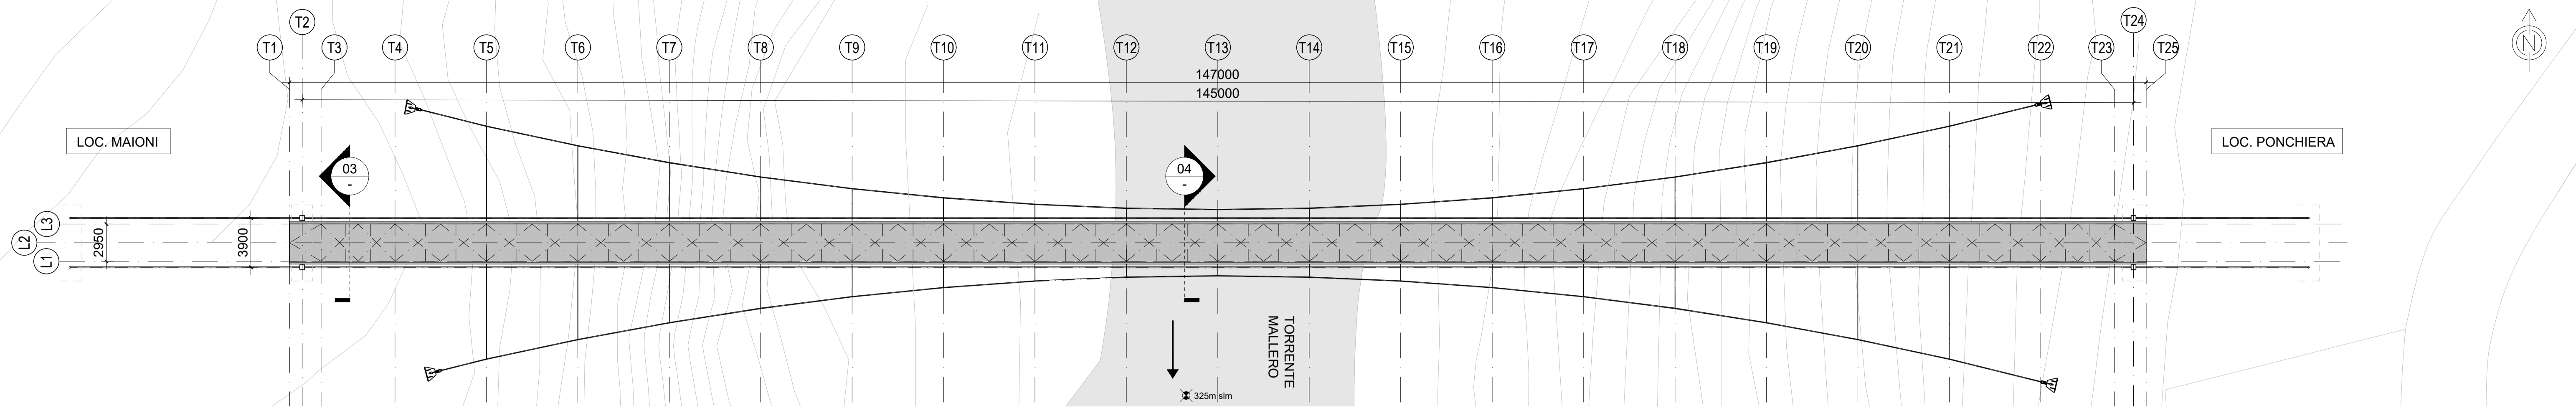 T1
T2
T3
T4
T5
T6
T7
T8
T9
T10
T11
T12
T13
T14
T15
T16
T17
T18
T19
T20
T21
T22
T23
T24
T25
N
147000
145000
LOC. MAIONI
LOC. PONCHIERA
03
-
04
-
L3
L2
L1
2950
3900
TORRENTE
MALLERO
325m slm